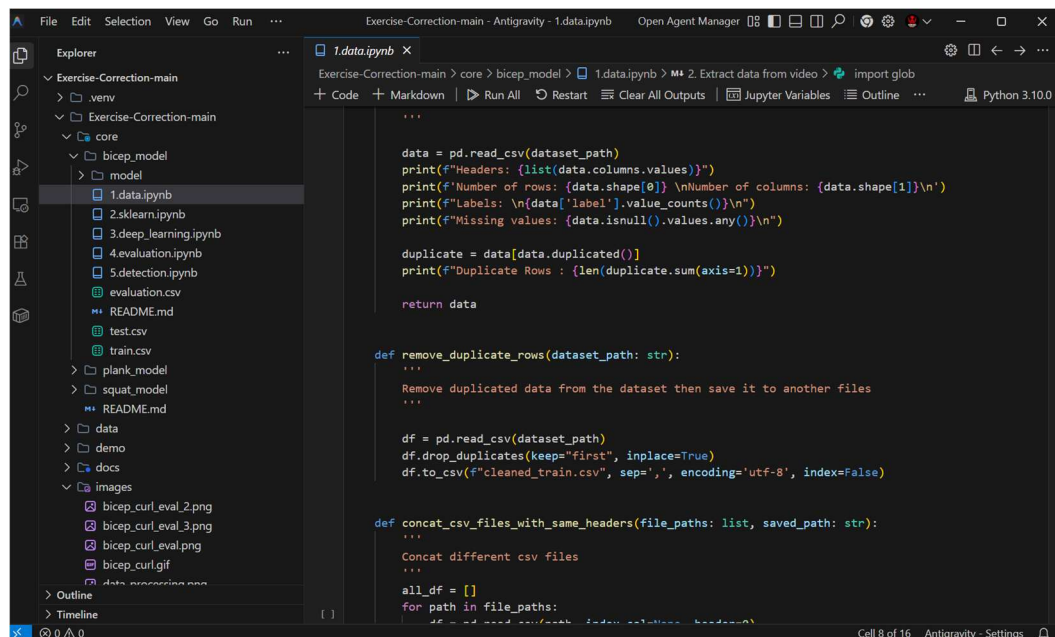 File Edit Selection View Go Run ··· Exercise-Correction-main - Antigravity - 1.data.ipynb Open Agent Manager
Explorer ···
Exercise-Correction-main
.venv
Exercise-Correction-main
core
bicep_model
model
1.data.ipynb
2.sklearn.ipynb
3.deep_learning.ipynb
4.evaluation.ipynb
5.detection.ipynb
evaluation.csv
README.md
test.csv
train.csv
plank_model
squat_model
README.md
data
demo
docs
images
bicep_curl_eval_2.png
bicep_curl_eval_3.png
bicep_curl_eval.png
bicep_curl.gif
data-processing.png
Outline
Timeline
1.data.ipynb
Exercise-Correction-main > core > bicep_model > 1.data.ipynb > M↓ 2. Extract data from video > import glob
+ Code + Markdown | Run All Restart Clear All Outputs | Jupyter Variables Outline ··· Python 3.10.0
'''
data = pd.read_csv(dataset_path)
print(f"Headers: {list(data.columns.values)}")
print(f'Number of rows: {data.shape[0]} \nNumber of columns: {data.shape[1]}\n')
print(f"Labels: \n{data['label'].value_counts()}\n")
print(f"Missing values: {data.isnull().values.any()}\n")
duplicate = data[data.duplicated()]
print(f"Duplicate Rows : {len(duplicate.sum(axis=1))}")
return data
def remove_duplicate_rows(dataset_path: str):
'''
Remove duplicated data from the dataset then save it to another files
'''
df = pd.read_csv(dataset_path)
df.drop_duplicates(keep="first", inplace=True)
df.to_csv(f"cleaned_train.csv", sep=',', encoding='utf-8', index=False)
def concat_csv_files_with_same_headers(file_paths: list, saved_path: str):
'''
Concat different csv files
'''
all_df = []
for path in file_paths:
df = pd.read_csv(path, index_col=None, header=0)
[ ]
0 0 Cell 8 of 16 Antigravity - Settings